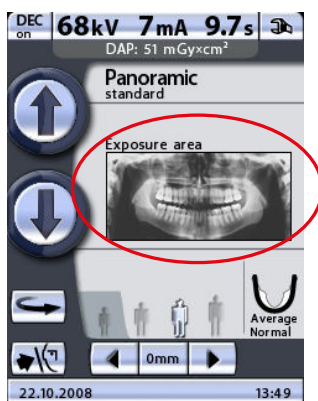 DEC
on
68kV 7mA 9.7s
DAP: 51 mGy×cm²
Panoramic
standard
Exposure area
Average
Normal
0mm
22.10.2008 13:49